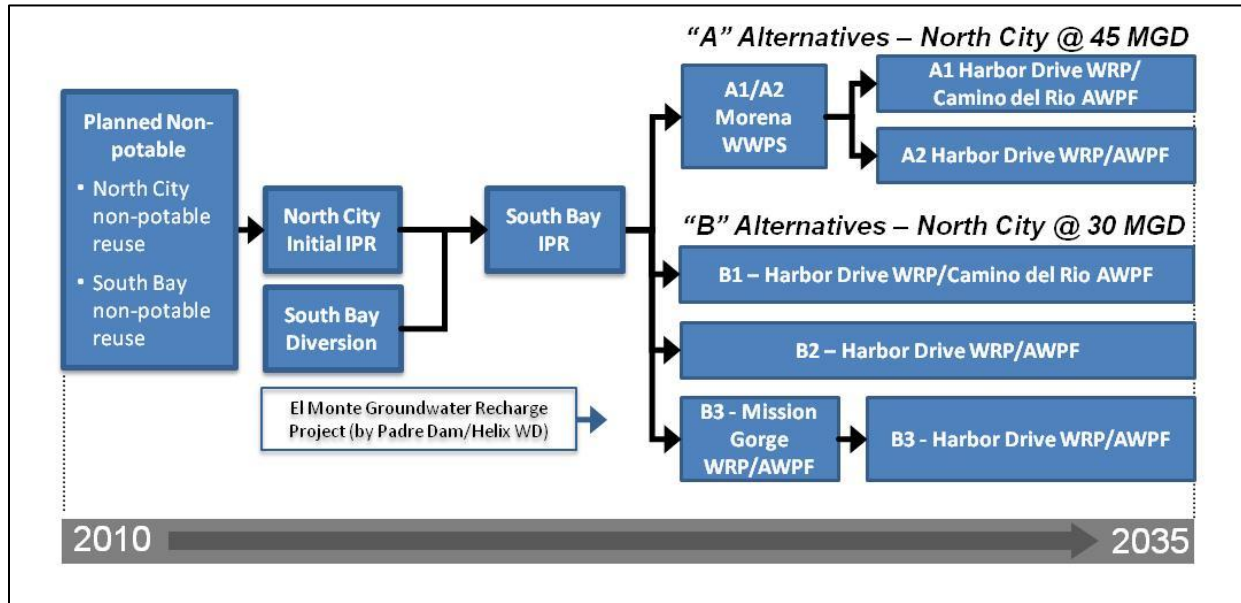 "A" Alternatives – North City @ 45 MGD
Planned Non-
potable
• North City
non-potable
reuse
• South Bay
non-potable
reuse
North City
Initial IPR
South Bay
Diversion
El Monte Groundwater Recharge
Project (by Padre Dam/Helix WD)
South Bay
IPR
A1/A2
Morena
WWPS
A1 Harbor Drive WRP/
Camino del Rio AWPF
A2 Harbor Drive WRP/AWPF
"B" Alternatives – North City @ 30 MGD
B1 – Harbor Drive WRP/Camino del Rio AWPF
B2 – Harbor Drive WRP/AWPF
B3 - Mission
Gorge
WRP/AWPF
B3 - Harbor Drive WRP/AWPF
2010
2035